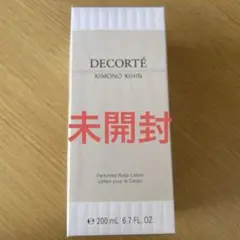 DECORTÉ
KIMONO KIHIN
未開封
Perfumed Body Lotion
Lotion pour le Corps
℮ 200 mL 6.7 FL. OZ.